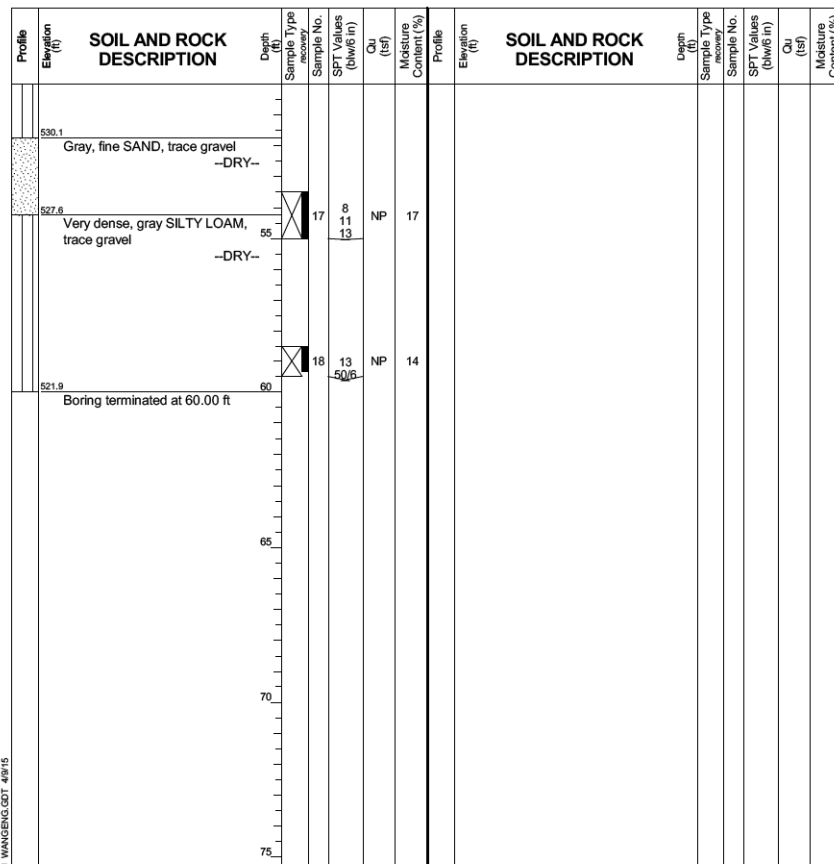 Profile
Elevation
(ft)
SOIL AND ROCK
DESCRIPTION
Depth
(ft)
Sample Type
recovery
Sample No.
SPT Values
(blw/6 in)
Qu
(tsf)
Moisture
Content (%)
Profile
Elevation
(ft)
SOIL AND ROCK
DESCRIPTION
Depth
(ft)
Sample Type
recovery
Sample No.
SPT Values
(blw/6 in)
Qu
(tsf)
Moisture
Content (%)
530.1
Gray, fine SAND, trace gravel
--DRY--
527.6
Very dense, gray SILTY LOAM,
trace gravel
--DRY--
55
17
8
11
13
NP
17
18
13
50/6
NP
14
521.9
60
Boring terminated at 60.00 ft
65
70
75
WANGENG.GDT 4/9/15